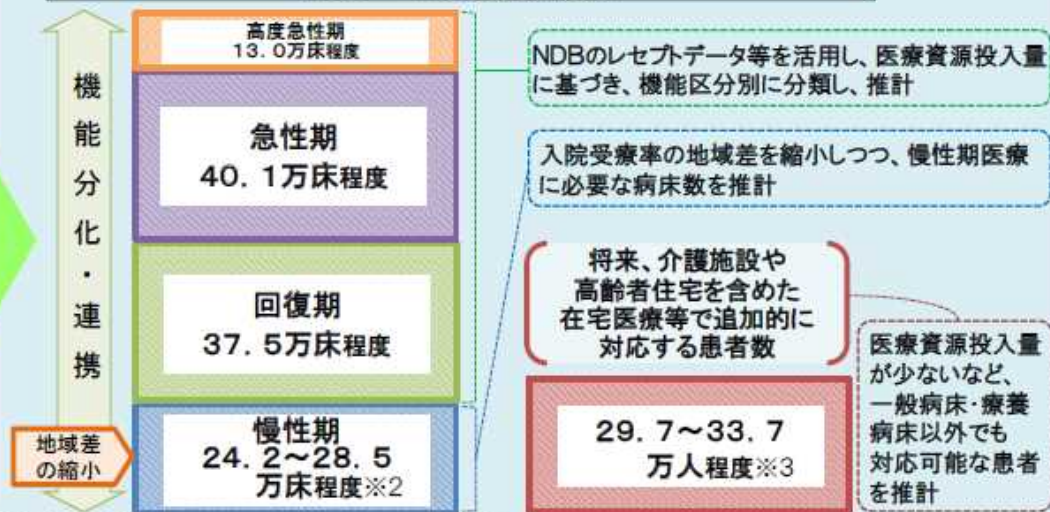 機能分化・連携
地域差
の縮小
高度急性期
13.0万床程度
急性期
40.1万床程度
回復期
37.5万床程度
慢性期
24.2～28.5
万床程度※2
NDBのレセプトデータ等を活用し、医療資源投入量
に基づき、機能区分別に分類し、推計
入院受療率の地域差を縮小しつつ、慢性期医療
に必要な病床数を推計
将来、介護施設や
高齢者住宅を含めた
在宅医療等で追加的に
対応する患者数
29.7～33.7
万人程度※3
医療資源投入量
が少ないなど、
一般病床・療養
病床以外でも
対応可能な患者
を推計